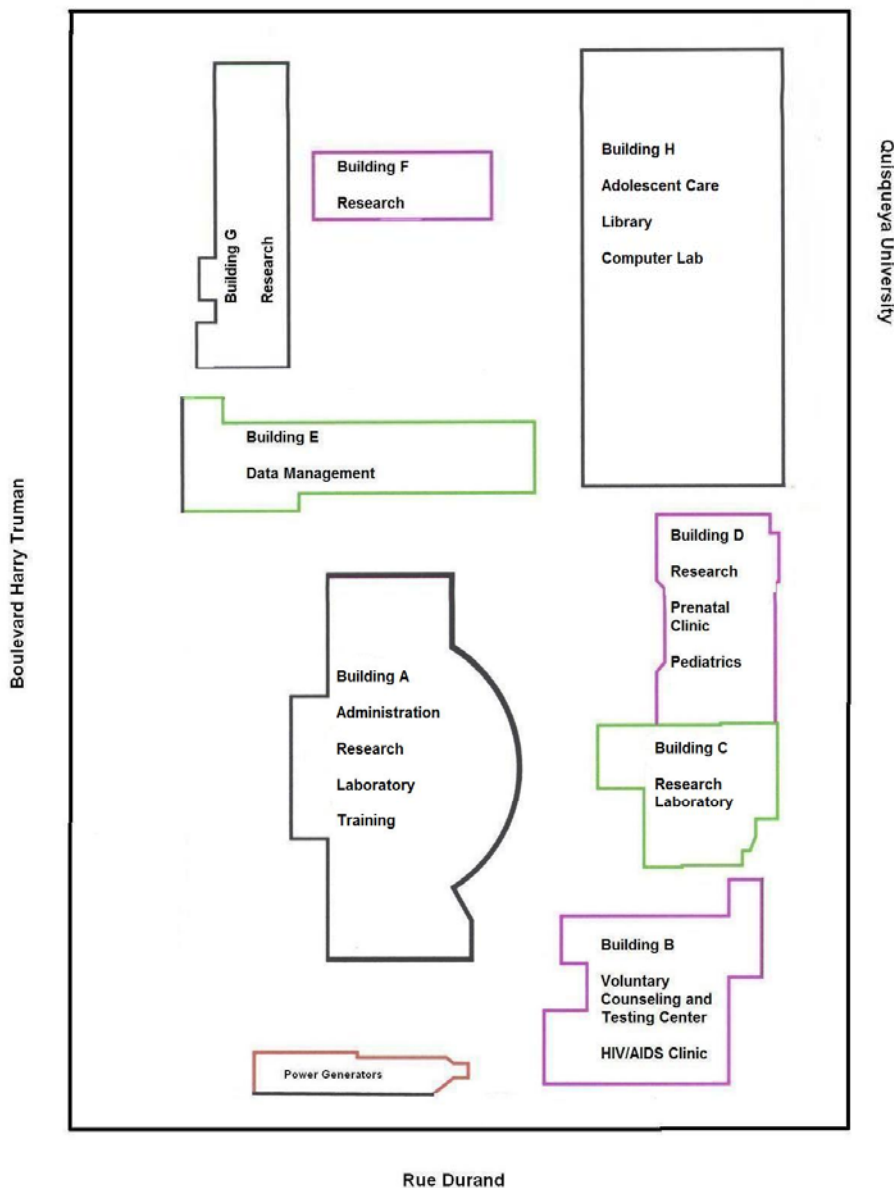 Building F
Research
Building G
Research
Building H
Adolescent Care
Library
Computer Lab
Quisqueya University
Building E
Data Management
Boulevard Harry Truman
Building D
Research
Prenatal
Clinic
Pediatrics
Building A
Administration
Research
Laboratory
Training
Building C
Research
Laboratory
Building B
Voluntary
Counseling and
Testing Center
HIV/AIDS Clinic
Power Generators
Rue Durand